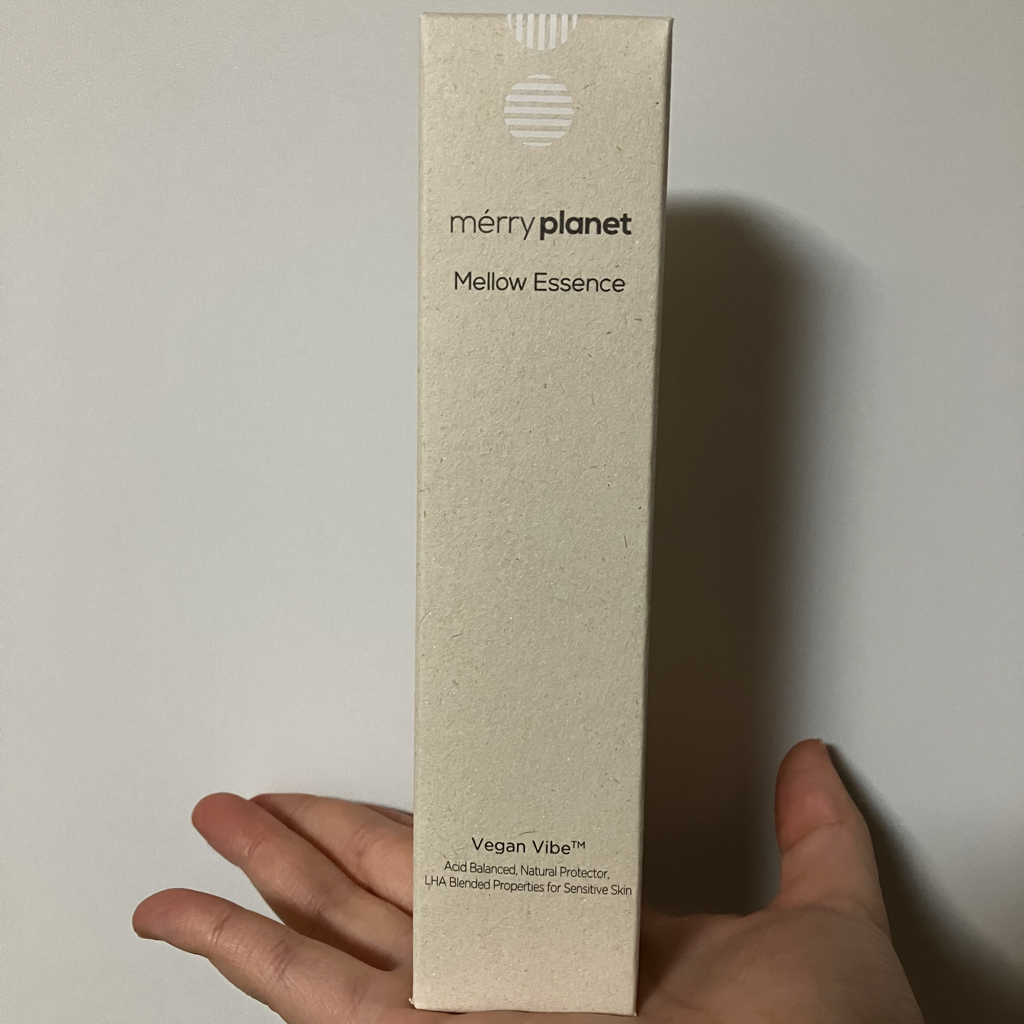 mérry planet
Mellow Essence
Vegan Vibe™
Acid Balanced, Natural Protector,
LHA Blended Properties for Sensitive Skin